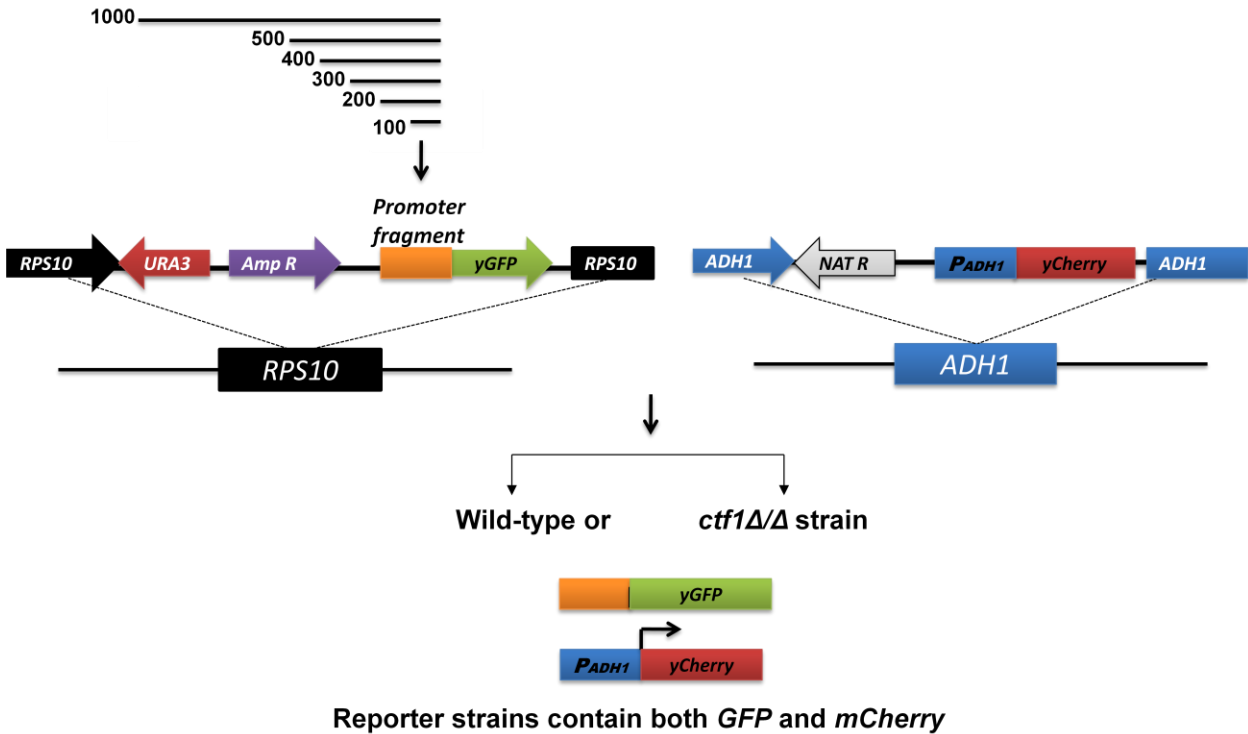 1000
500
400
300
200
100
Promoter
fragment
RPS10 URA3 Amp R yGFP RPS10
ADH1 NAT R PADH1 yCherry ADH1
RPS10
ADH1
Wild-type or ctf1Δ/Δ strain
yGFP
PADH1 yCherry
Reporter strains contain both GFP and mCherry